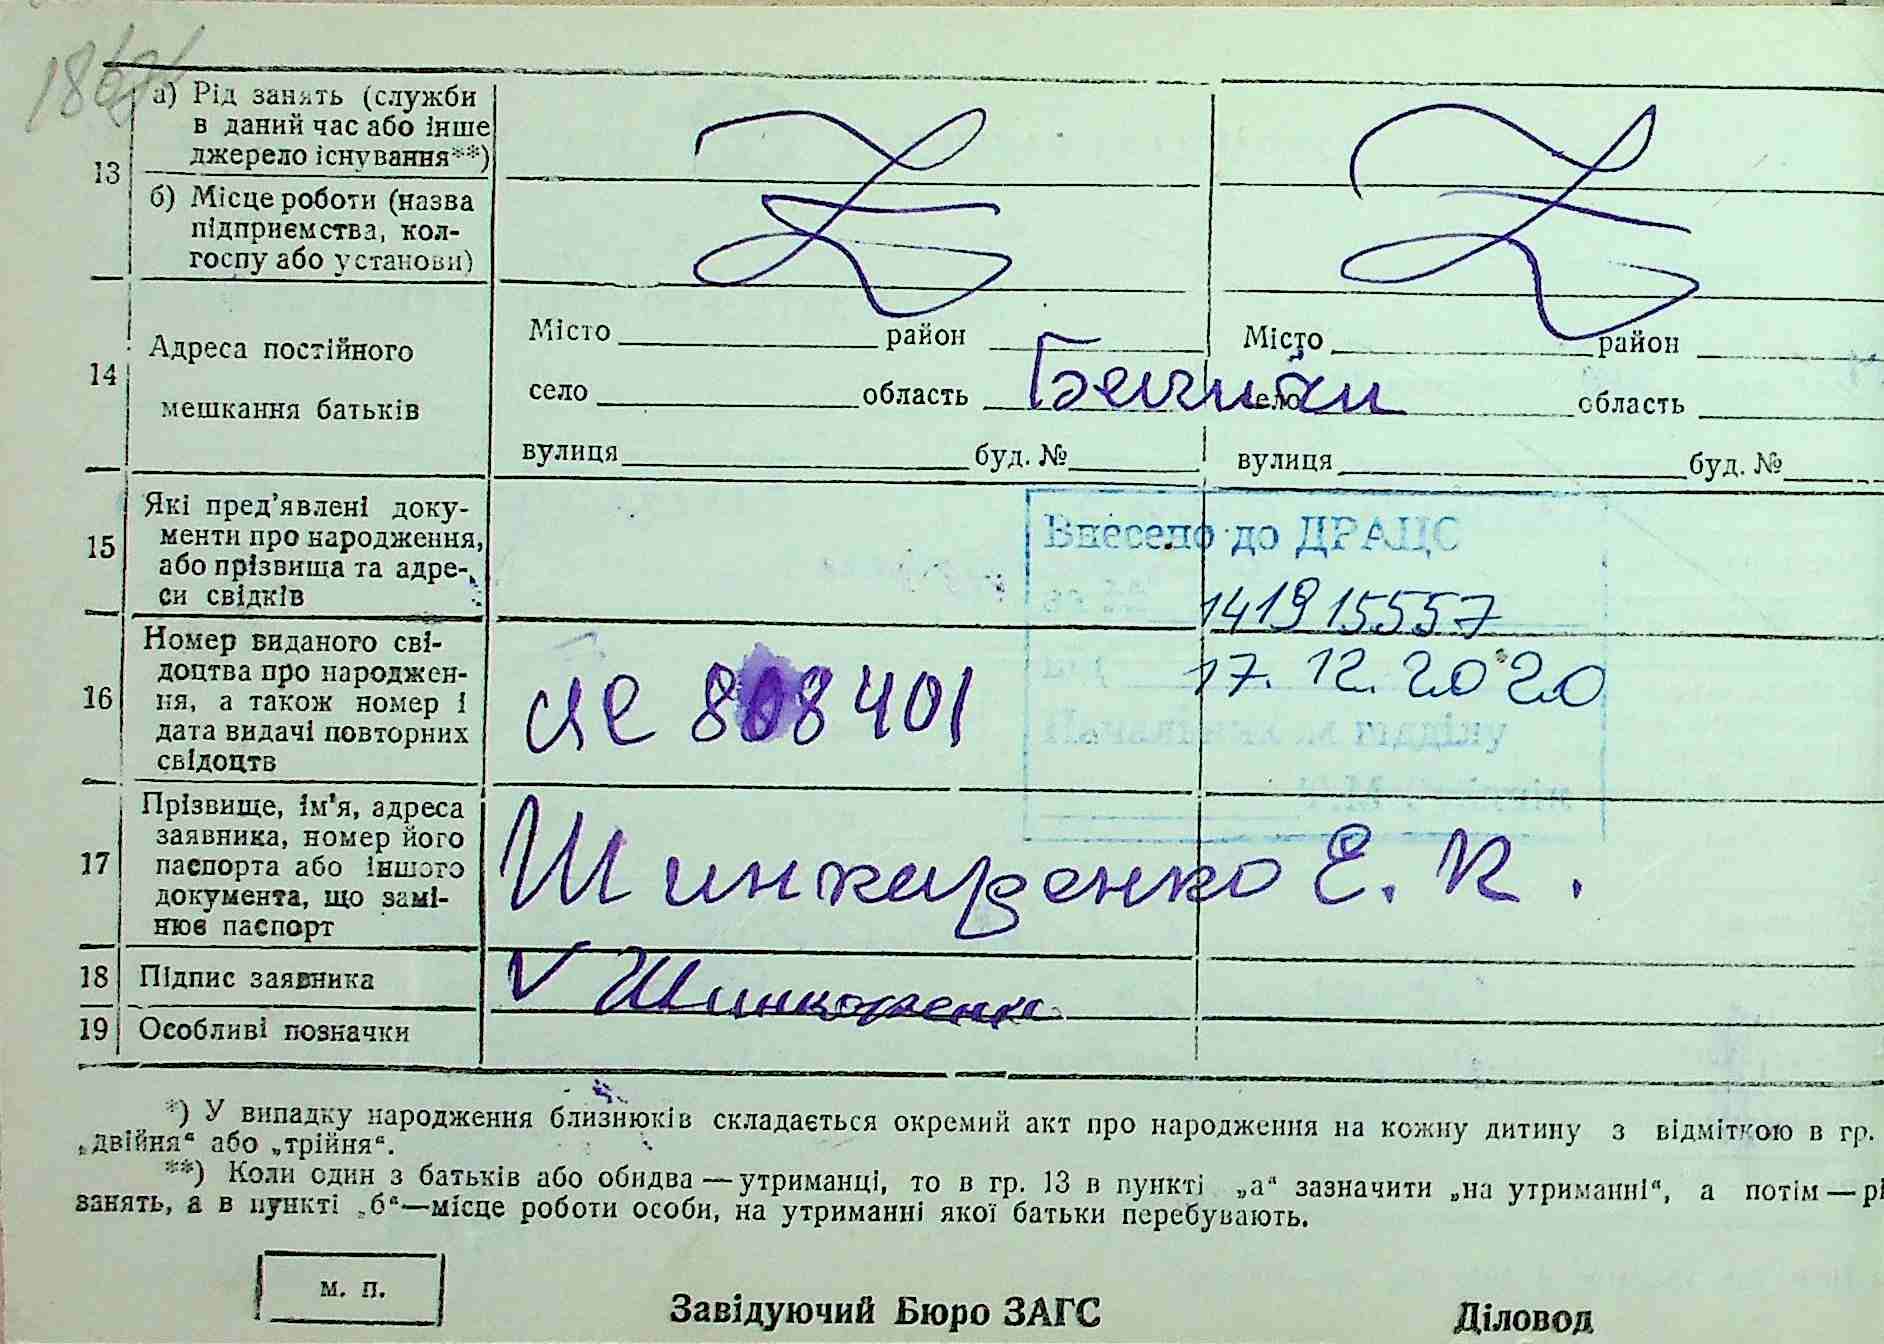 13
а) Рід занять (служби
в даний час або інше
джерело існування**)
б) Місце роботи (назва
підприємства, кол-
госпу або установи)
14
Адреса постійного
мешкання батьків
Місто район
село область
вулиця буд. №
Місто район
село область
вулиця буд. №
15
Які пред’явлені доку-
менти про народження,
або прізвища та адре-
си свідків
Внесено до ДРАЦС
за №
1419 15557
від 17.12.2020
Начальник відділу
16
Номер виданого сві-
доцтва про народжен-
ня, а також номер і
дата видачі повторних
свідоцтв
808401
17
Прізвище, ім’я, адреса
заявника, номер його
паспорта або іншого
документа, що замі-
нює паспорт
Шинкаренко Е. К.
18 Підпис заявника
V Шинкаренко
19 Особливі позначки
*) У випадку народження близнюків складається окремий акт про народження на кожну дитину з відміткою в гр.
„двійня“ або „трійня“.
**) Коли один з батьків або обидва — утриманці, то в гр. 13 в пункті „а“ зазначити „на утриманні“, а потім — рі
занять, а в пункті „б“—місце роботи особи, на утриманні якої батьки перебувають.
м. п.
Завідуючий Бюро ЗАГС
Діловод